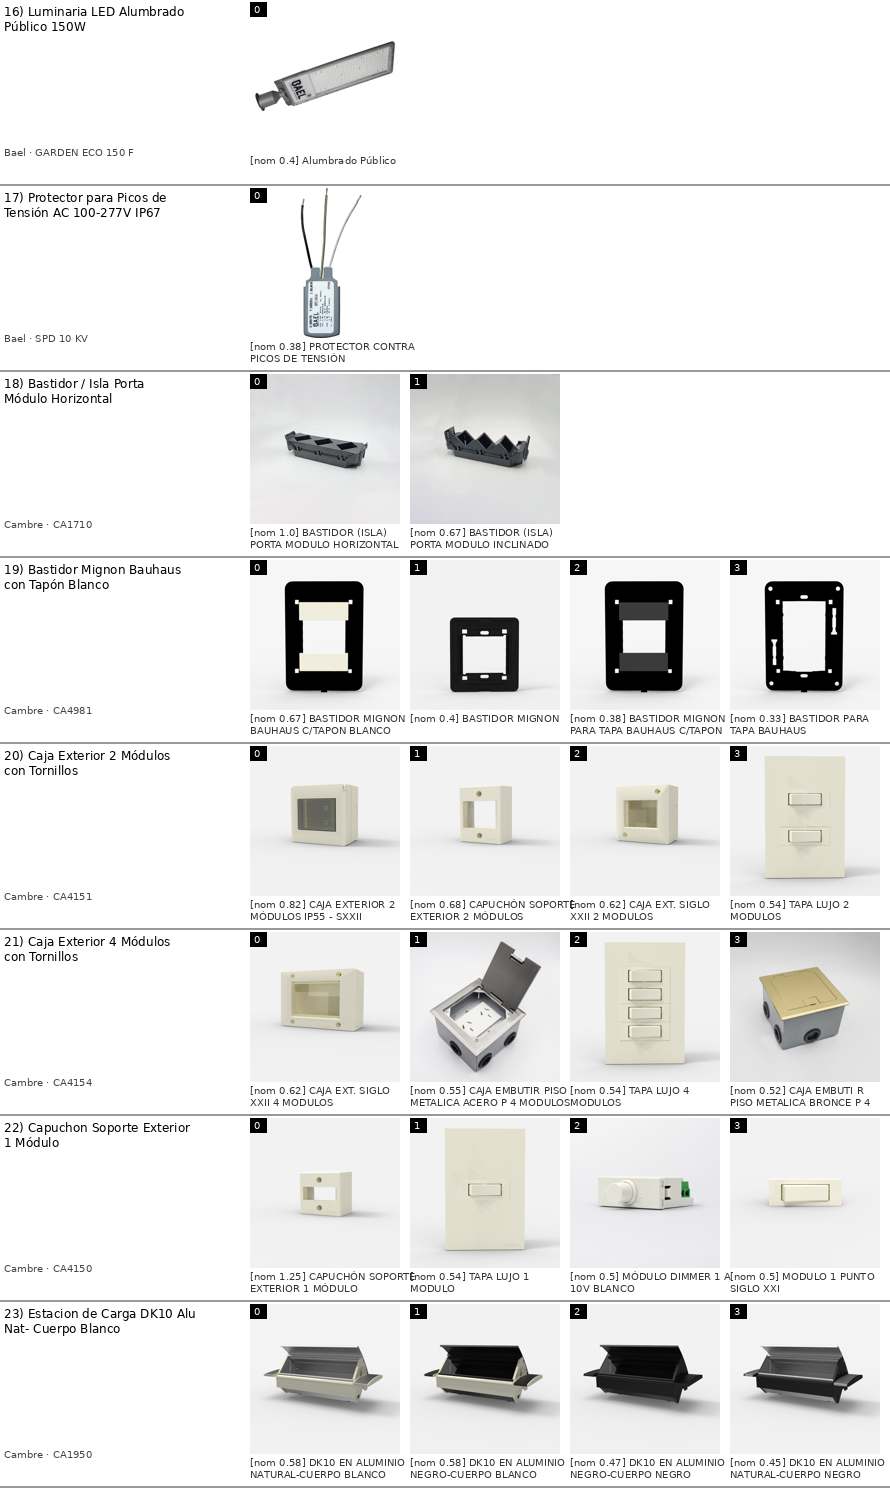 16) Luminaria LED Alumbrado
Público 150W
0
BAEL
Bael · GARDEN ECO 150 F
[nom 0.4] Alumbrado Público
17) Protector para Picos de
Tensión AC 100-277V IP67
0
BAEL
Bael · SPD 10 KV
[nom 0.38] PROTECTOR CONTRA
PICOS DE TENSIÓN
18) Bastidor / Isla Porta
Módulo Horizontal
0
1
Cambre · CA1710
[nom 1.0] BASTIDOR (ISLA)
PORTA MODULO HORIZONTAL
[nom 0.67] BASTIDOR (ISLA)
PORTA MODULO INCLINADO
19) Bastidor Mignon Bauhaus
con Tapón Blanco
0
1
2
3
Cambre · CA4981
[nom 0.67] BASTIDOR MIGNON
BAUHAUS C/TAPON BLANCO
[nom 0.4] BASTIDOR MIGNON
[nom 0.38] BASTIDOR MIGNON
PARA TAPA BAUHAUS C/TAPON
[nom 0.33] BASTIDOR PARA
TAPA BAUHAUS
20) Caja Exterior 2 Módulos
con Tornillos
0
1
2
3
Cambre · CA4151
[nom 0.82] CAJA EXTERIOR 2
MÓDULOS IP55 - SXXII
[nom 0.68] CAPUCHÓN SOPORTE
EXTERIOR 2 MÓDULOS
[nom 0.62] CAJA EXT. SIGLO
XXII 2 MODULOS
[nom 0.54] TAPA LUJO 2
MODULOS
21) Caja Exterior 4 Módulos
con Tornillos
0
1
2
3
Cambre · CA4154
[nom 0.62] CAJA EXT. SIGLO
XXII 4 MODULOS
[nom 0.55] CAJA EMBUTIR PISO
METALICA ACERO P 4 MODULOS
[nom 0.54] TAPA LUJO 4
MODULOS
[nom 0.52] CAJA EMBUTI R
PISO METALICA BRONCE P 4
22) Capuchon Soporte Exterior
1 Módulo
0
1
2
3
Cambre · CA4150
[nom 1.25] CAPUCHÓN SOPORTE
EXTERIOR 1 MÓDULO
[nom 0.54] TAPA LUJO 1
MODULO
[nom 0.5] MÓDULO DIMMER 1 A
10V BLANCO
[nom 0.5] MODULO 1 PUNTO
SIGLO XXI
23) Estacion de Carga DK10 Alu
Nat- Cuerpo Blanco
0
1
2
3
Cambre · CA1950
[nom 0.58] DK10 EN ALUMINIO
NATURAL-CUERPO BLANCO
[nom 0.58] DK10 EN ALUMINIO
NEGRO-CUERPO BLANCO
[nom 0.47] DK10 EN ALUMINIO
NEGRO-CUERPO NEGRO
[nom 0.45] DK10 EN ALUMINIO
NATURAL-CUERPO NEGRO